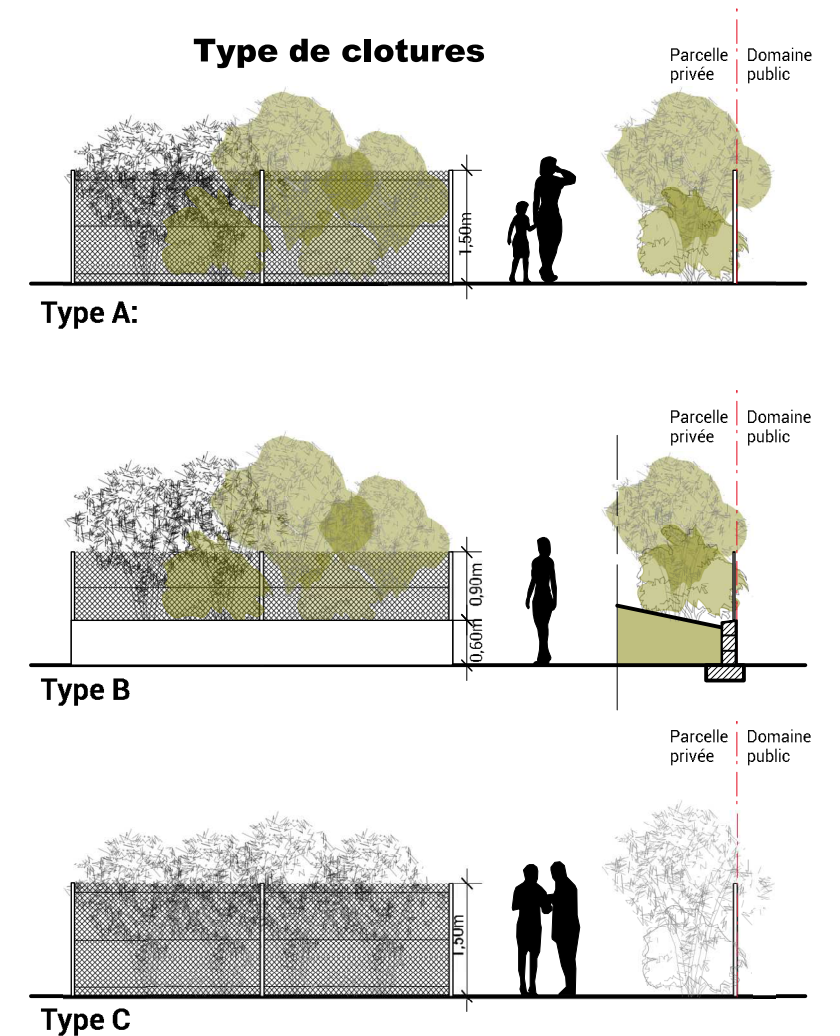 Type de clotures
Parcelle privée
Domaine public
1,50m
Type A:
Parcelle privée
Domaine public
0,90m
0,60m
Type B
Parcelle privée
Domaine public
1,50m
Type C